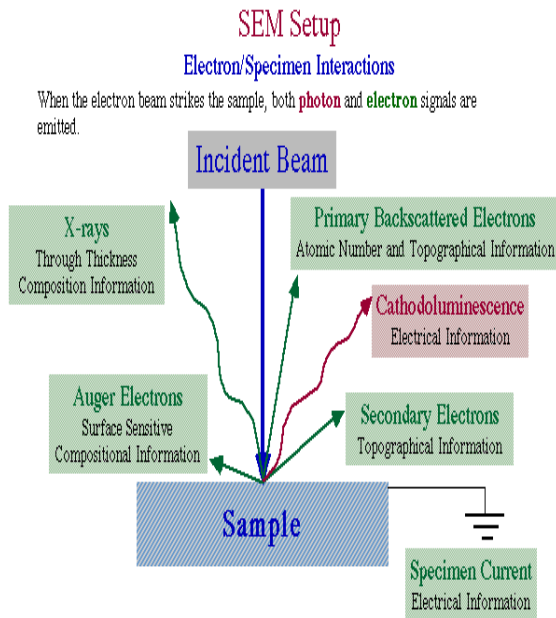 SEM Setup
Electron/Specimen Interactions
When the electron beam strikes the sample, both photon and electron signals are
emitted.
Incident Beam
X-rays
Through Thickness
Composition Information
Primary Backscattered Electrons
Atomic Number and Topographical Information
Cathodoluminescence
Electrical Information
Auger Electrons
Surface Sensitive
Compositional Information
Secondary Electrons
Topographical Information
Sample
Specimen Current
Electrical Information